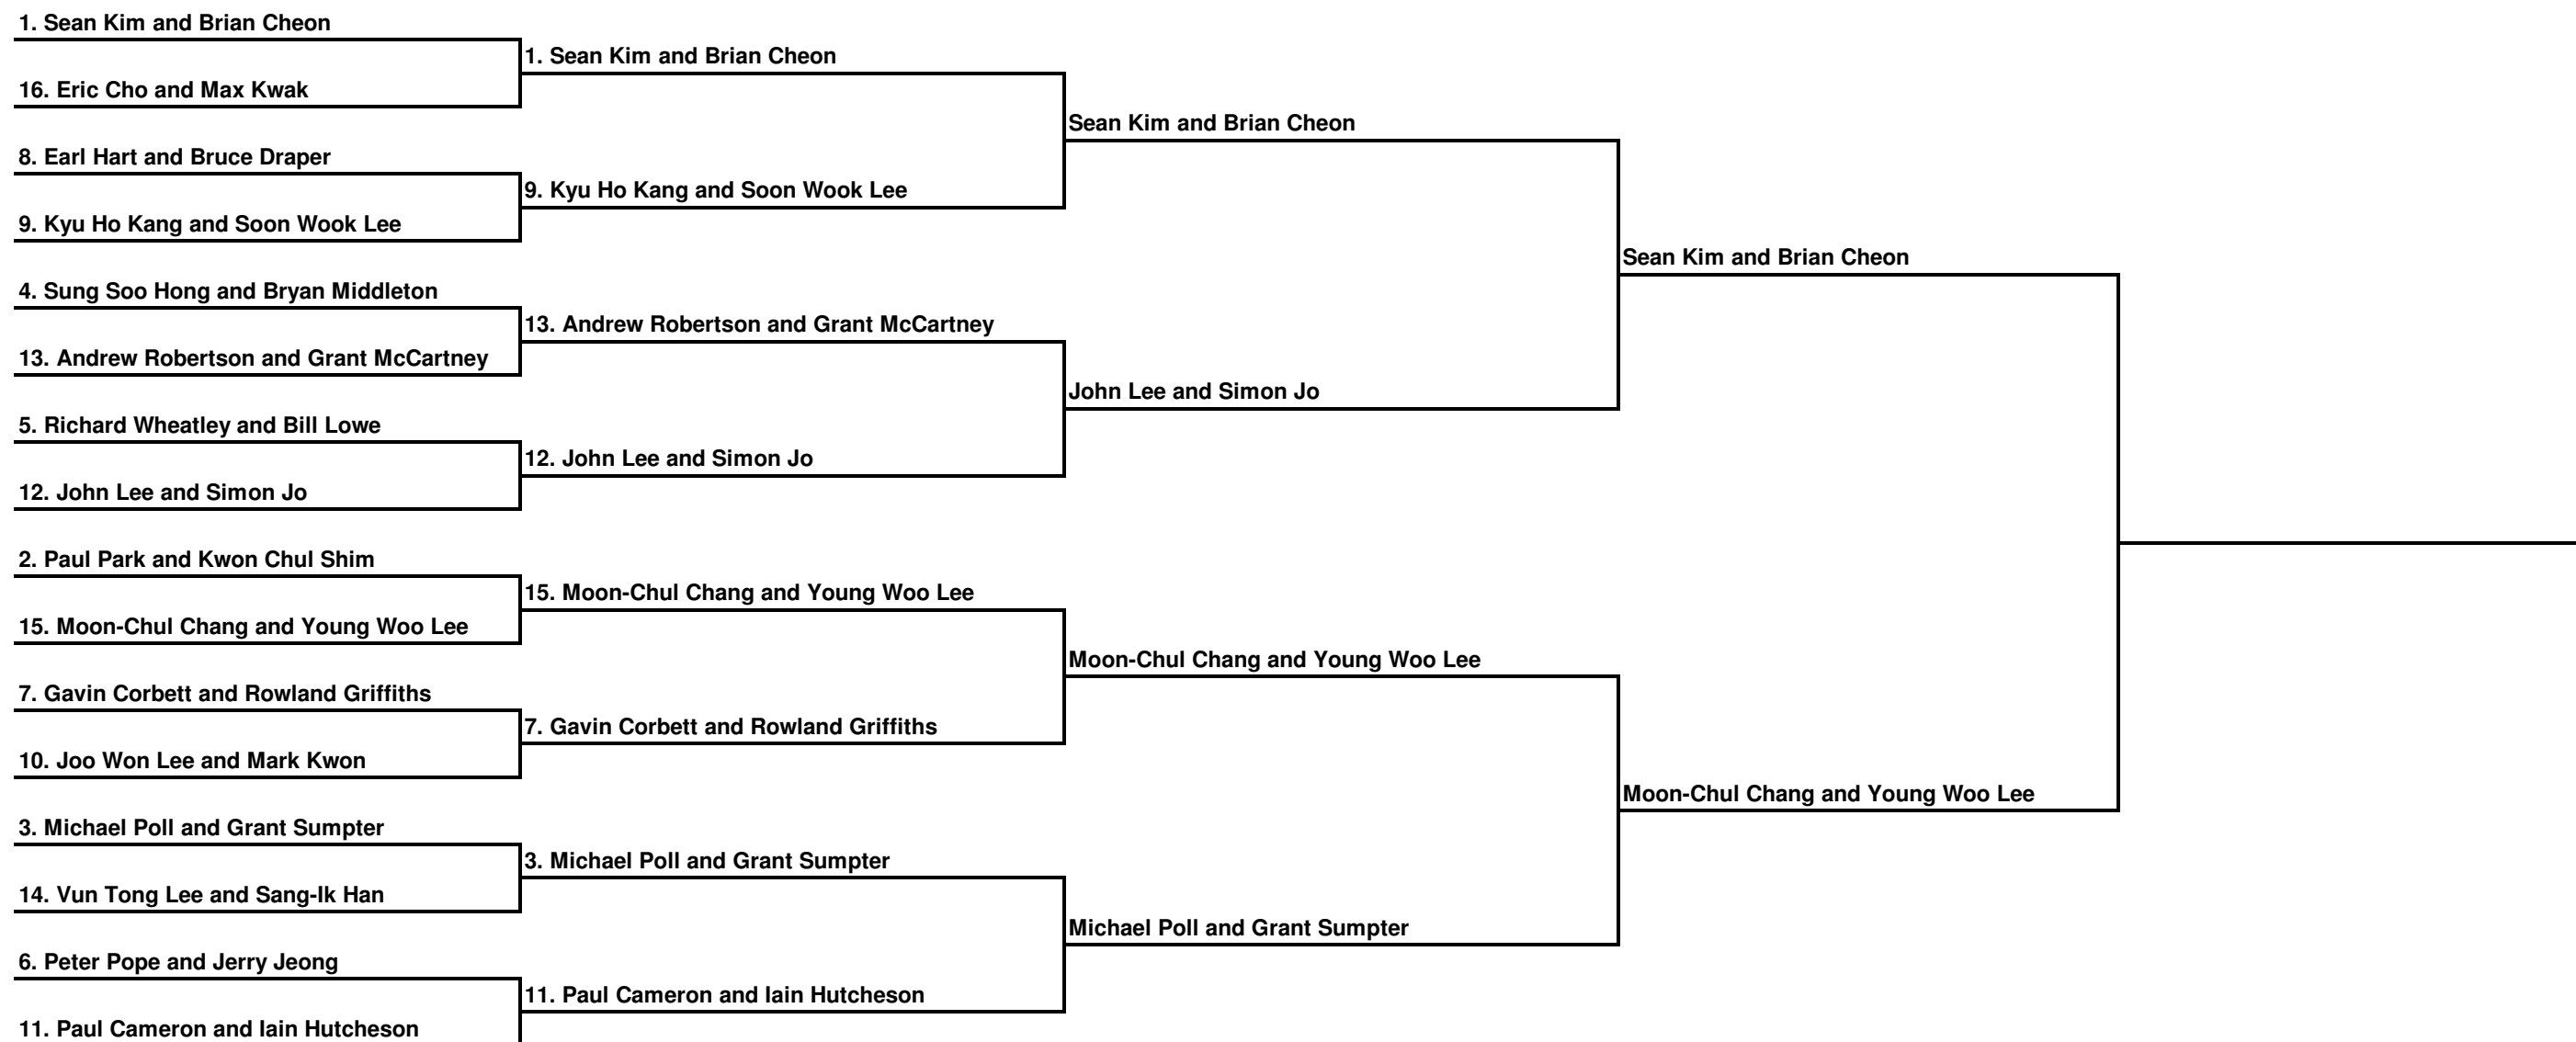 1. Sean Kim and Brian Cheon
1. Sean Kim and Brian Cheon
16. Eric Cho and Max Kwak
Sean Kim and Brian Cheon
8. Earl Hart and Bruce Draper
9. Kyu Ho Kang and Soon Wook Lee
9. Kyu Ho Kang and Soon Wook Lee
Sean Kim and Brian Cheon
4. Sung Soo Hong and Bryan Middleton
13. Andrew Robertson and Grant McCartney
13. Andrew Robertson and Grant McCartney
John Lee and Simon Jo
5. Richard Wheatley and Bill Lowe
12. John Lee and Simon Jo
12. John Lee and Simon Jo
2. Paul Park and Kwon Chul Shim
15. Moon-Chul Chang and Young Woo Lee
15. Moon-Chul Chang and Young Woo Lee
Moon-Chul Chang and Young Woo Lee
7. Gavin Corbett and Rowland Griffiths
7. Gavin Corbett and Rowland Griffiths
10. Joo Won Lee and Mark Kwon
Moon-Chul Chang and Young Woo Lee
3. Michael Poll and Grant Sumpter
3. Michael Poll and Grant Sumpter
14. Vun Tong Lee and Sang-Ik Han
Michael Poll and Grant Sumpter
6. Peter Pope and Jerry Jeong
11. Paul Cameron and Iain Hutcheson
11. Paul Cameron and Iain Hutcheson